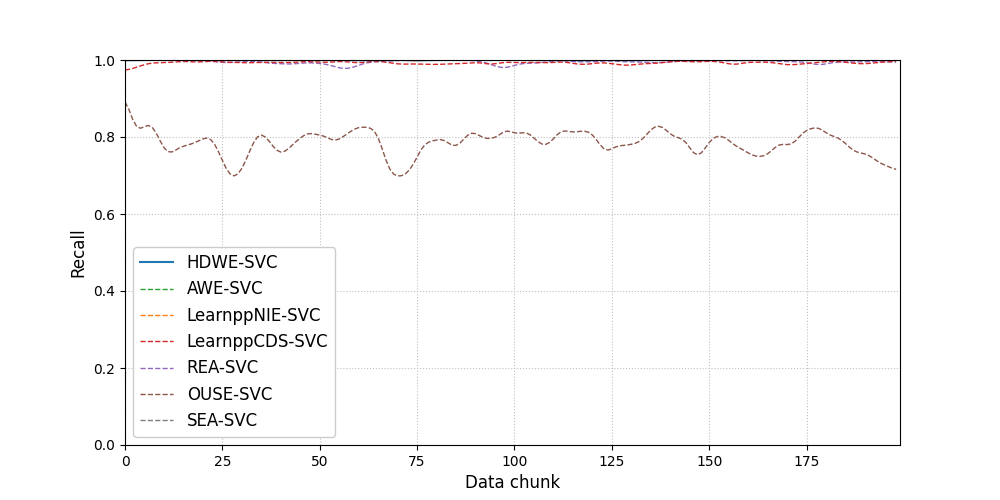 1.0
0.8
0.6
0.4
0.2
0.0
Recall
HDWE-SVC
AWE-SVC
LearnppNIE-SVC
LearnppCDS-SVC
REA-SVC
OUSE-SVC
SEA-SVC
0 25 50 75 100 125 150 175
Data chunk